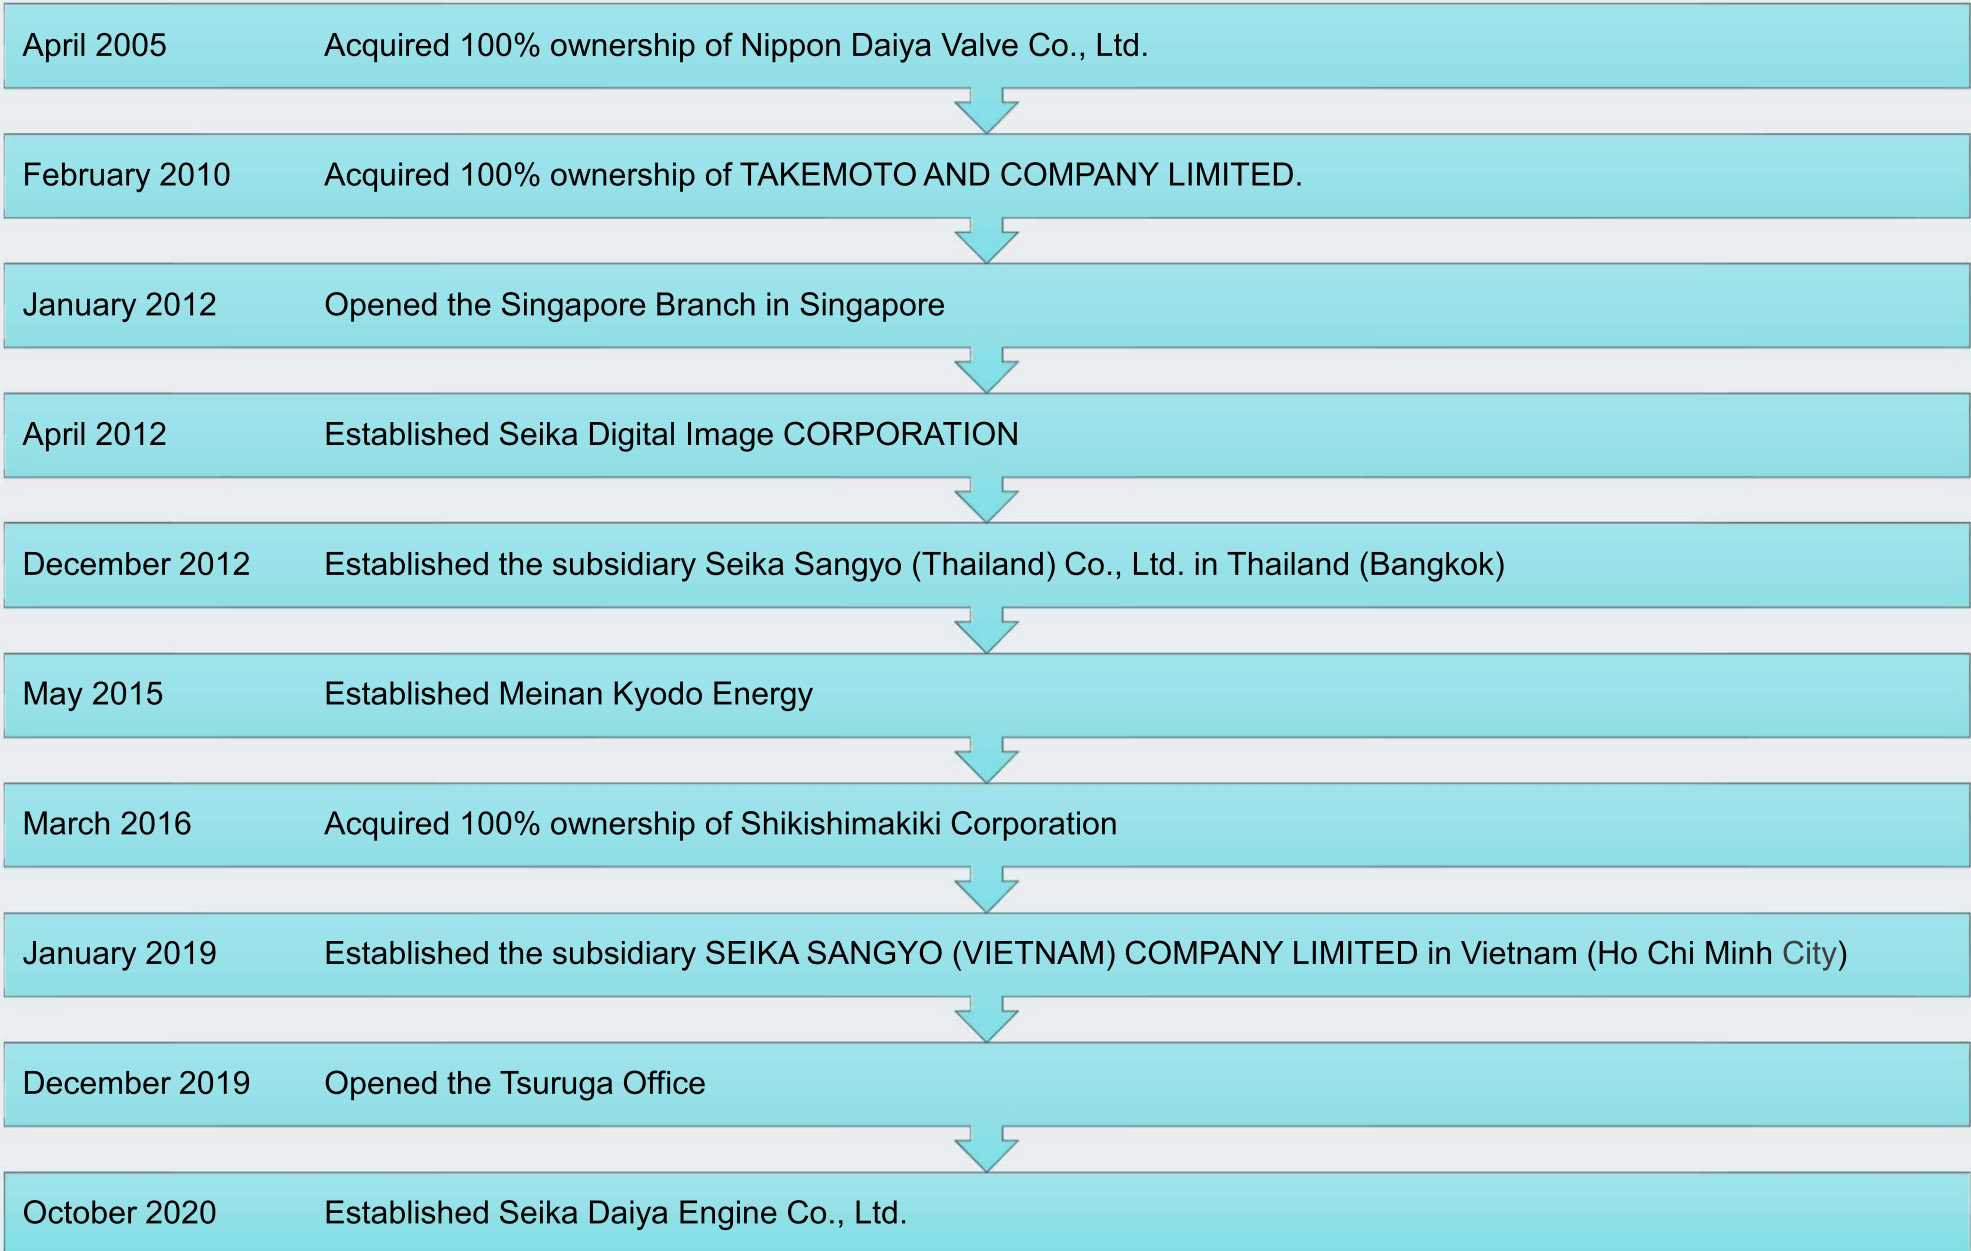 April 2005 Acquired 100% ownership of Nippon Daiya Valve Co., Ltd.
February 2010 Acquired 100% ownership of TAKEMOTO AND COMPANY LIMITED.
January 2012 Opened the Singapore Branch in Singapore
April 2012 Established Seika Digital Image CORPORATION
December 2012 Established the subsidiary Seika Sangyo (Thailand) Co., Ltd. in Thailand (Bangkok)
May 2015 Established Meinan Kyodo Energy
March 2016 Acquired 100% ownership of Shikishimakiki Corporation
January 2019 Established the subsidiary SEIKA SANGYO (VIETNAM) COMPANY LIMITED in Vietnam (Ho Chi Minh City)
December 2019 Opened the Tsuruga Office
October 2020 Established Seika Daiya Engine Co., Ltd.